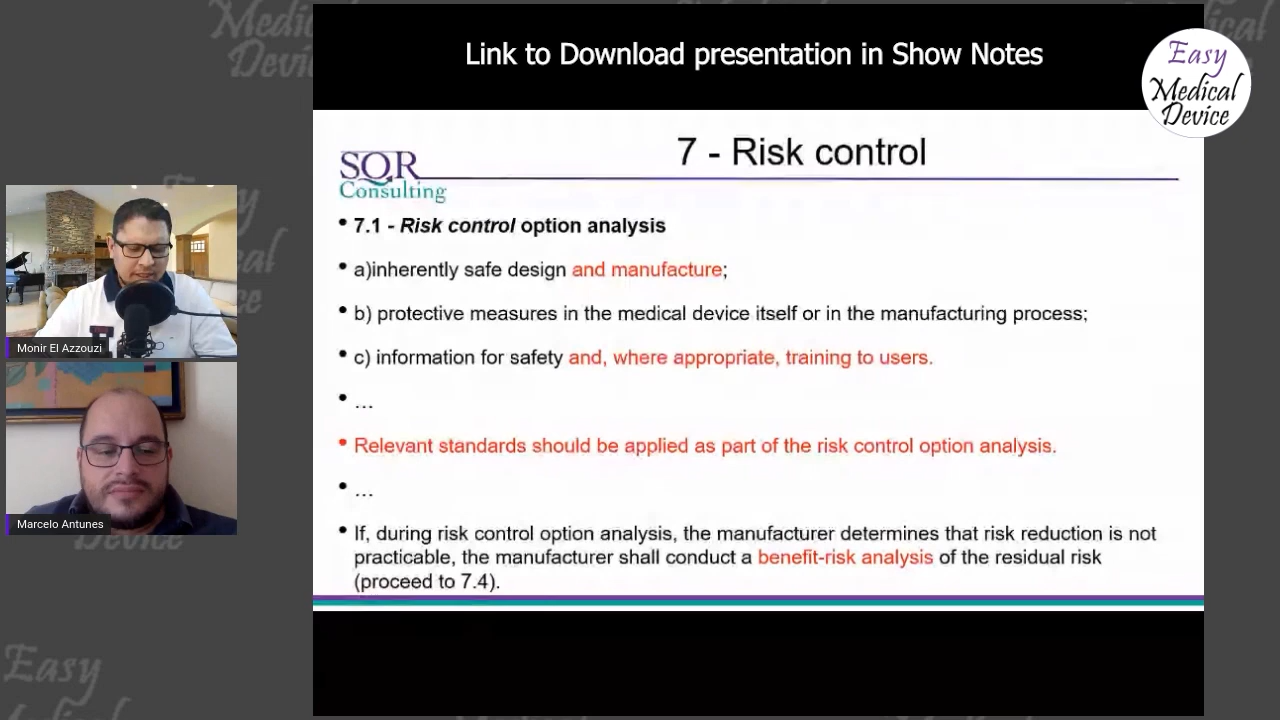 Link to Download presentation in Show Notes
Easy
Medical
Device
7 - Risk control
SQR
Consulting
• 7.1 - Risk control option analysis
• a)inherently safe design and manufacture;
• b) protective measures in the medical device itself or in the manufacturing process;
• c) information for safety and, where appropriate, training to users.
• ...
• Relevant standards should be applied as part of the risk control option analysis.
• ...
• If, during risk control option analysis, the manufacturer determines that risk reduction is not
practicable, the manufacturer shall conduct a benefit-risk analysis of the residual risk
(proceed to 7.4).
Monir El Azzouzi
Marcelo Antunes
Easy
Medical
Device